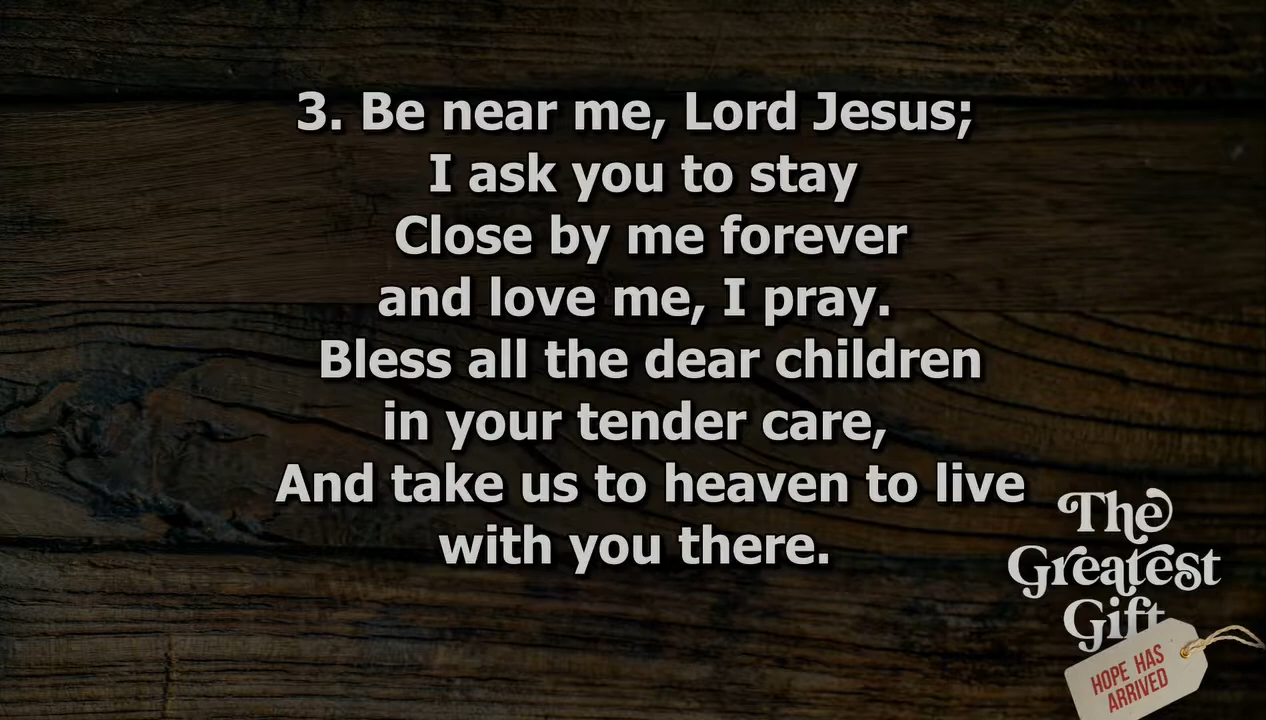 3. Be near me, Lord Jesus;
I ask you to stay
Close by me forever
and love me, I pray.
Bless all the dear children
in your tender care,
And take us to heaven to live
with you there.
The
Greatest
Gift
HOPE HAS
ARRIVED